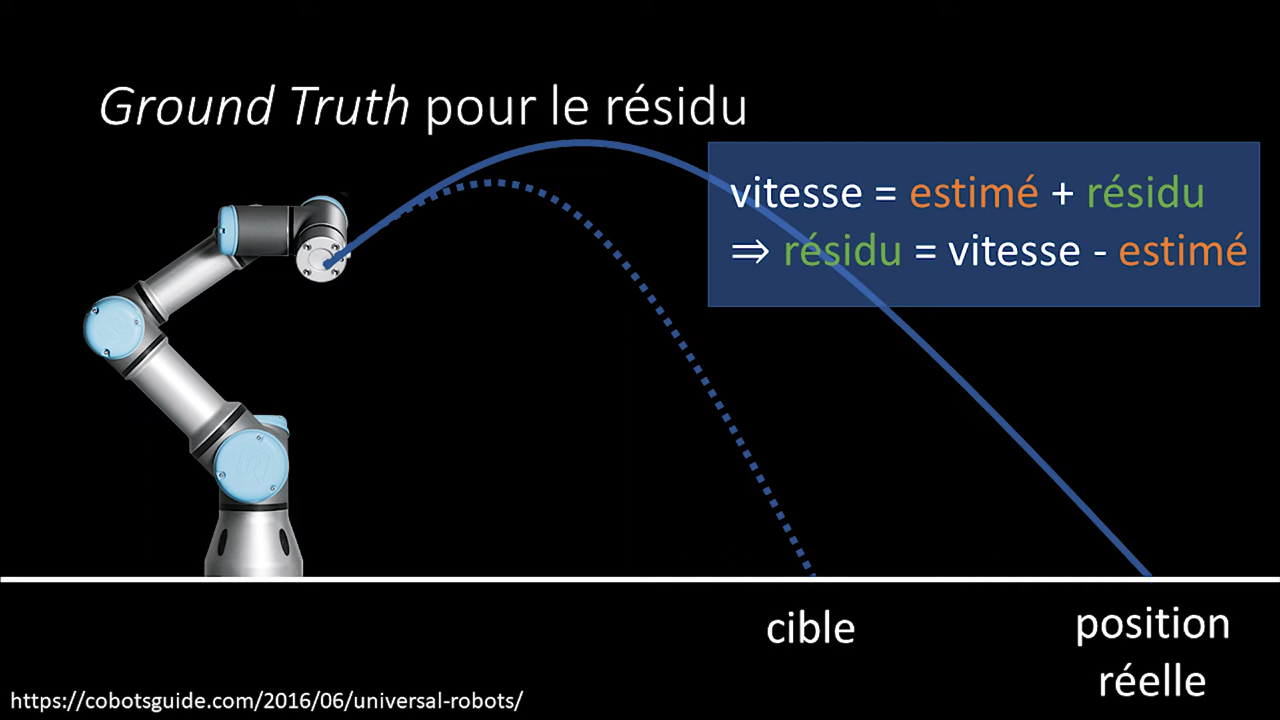 Ground Truth pour le résidu
vitesse = estimé + résidu
⇒ résidu = vitesse - estimé
cible
position
réelle
https://cobotsguide.com/2016/06/universal-robots/